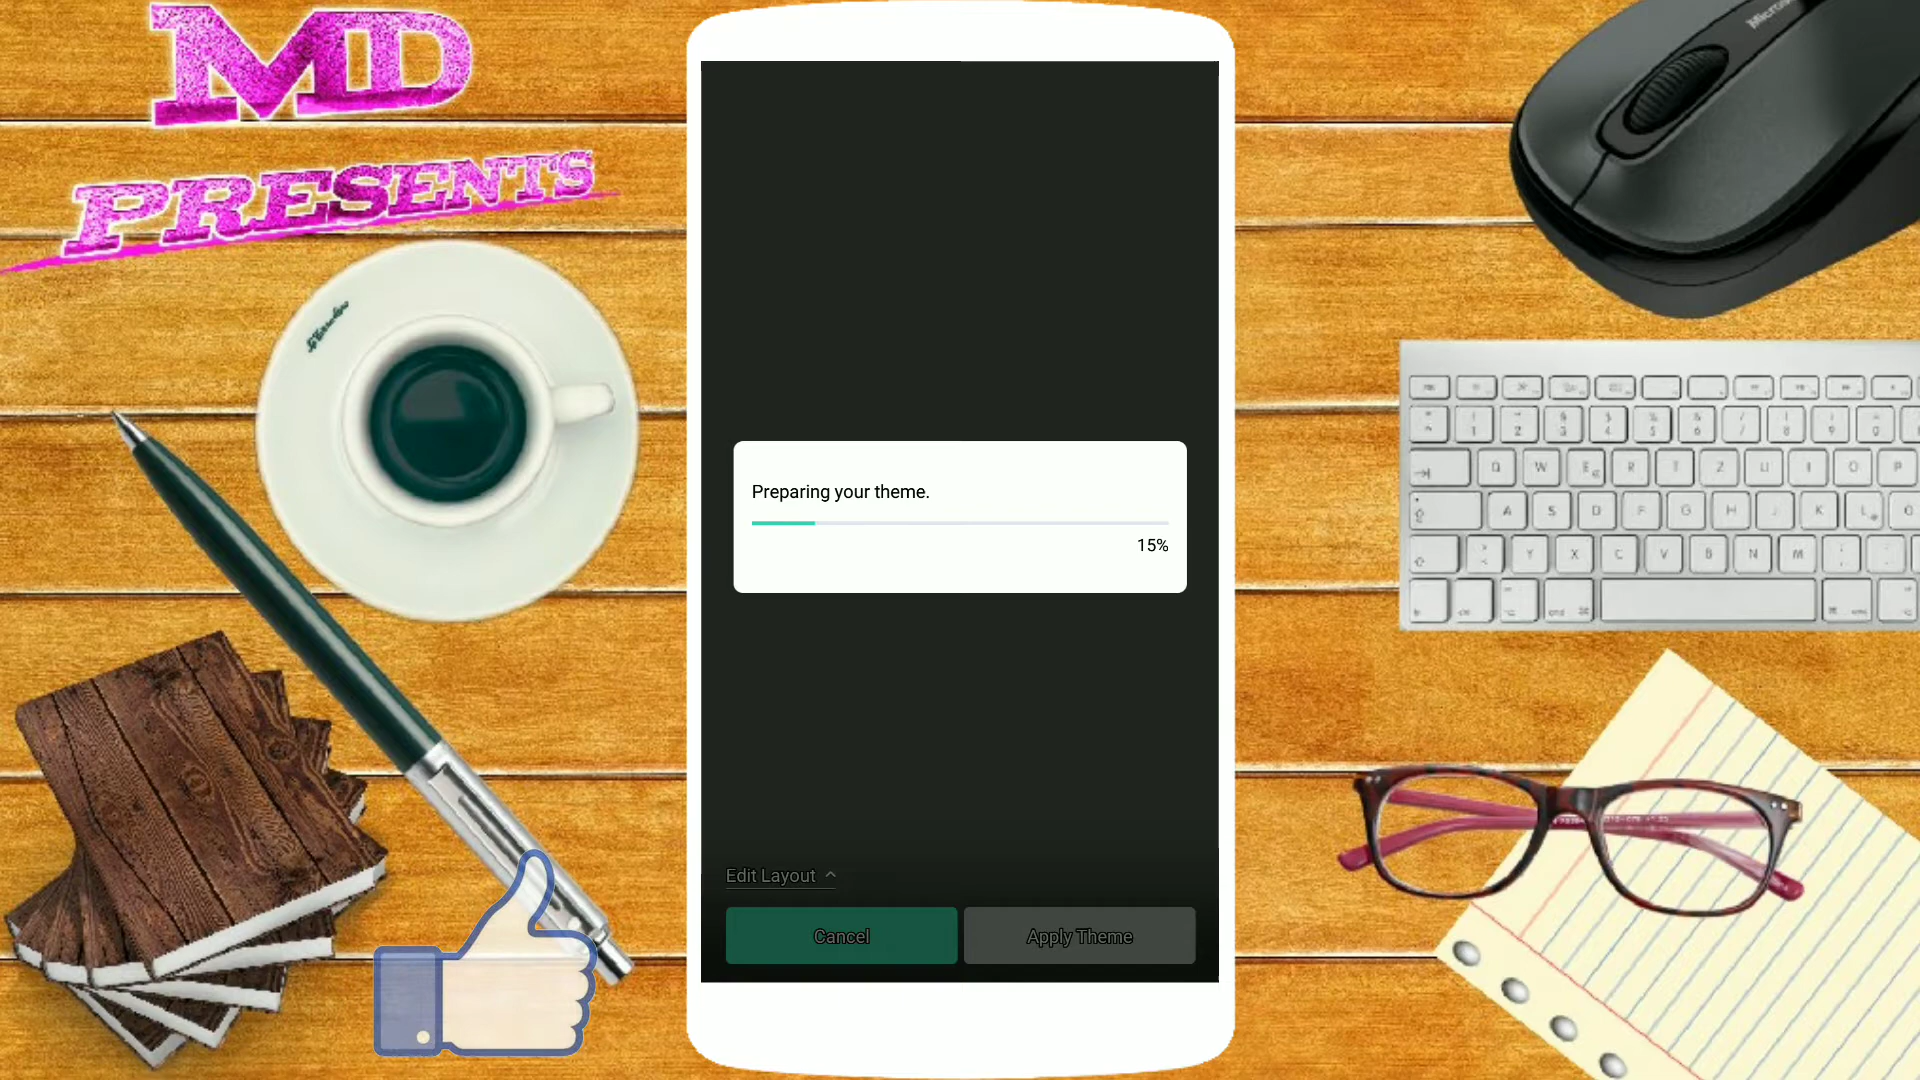 MD
PRESENTS
Preparing your theme.
15%
Edit Layout
Cancel
Apply Theme
Q W E R T Z U I O P
A S D F G H J K L
Y X C V B N M